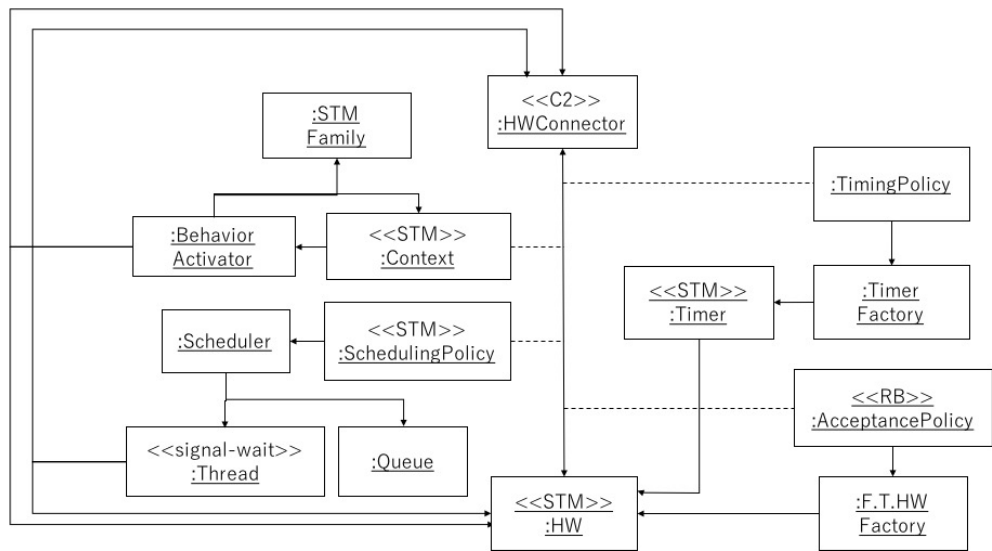 <<C2>>
:HWConnector
:STM
Family
:TimingPolicy
:Behavior
Activator
<<STM>>
:Context
<<STM>>
:Timer
:Timer
Factory
:Scheduler
<<STM>>
:SchedulingPolicy
<<RB>>
:AcceptancePolicy
<<signal-wait>>
:Thread
:Queue
<<STM>>
:HW
:F.T.HW
Factory